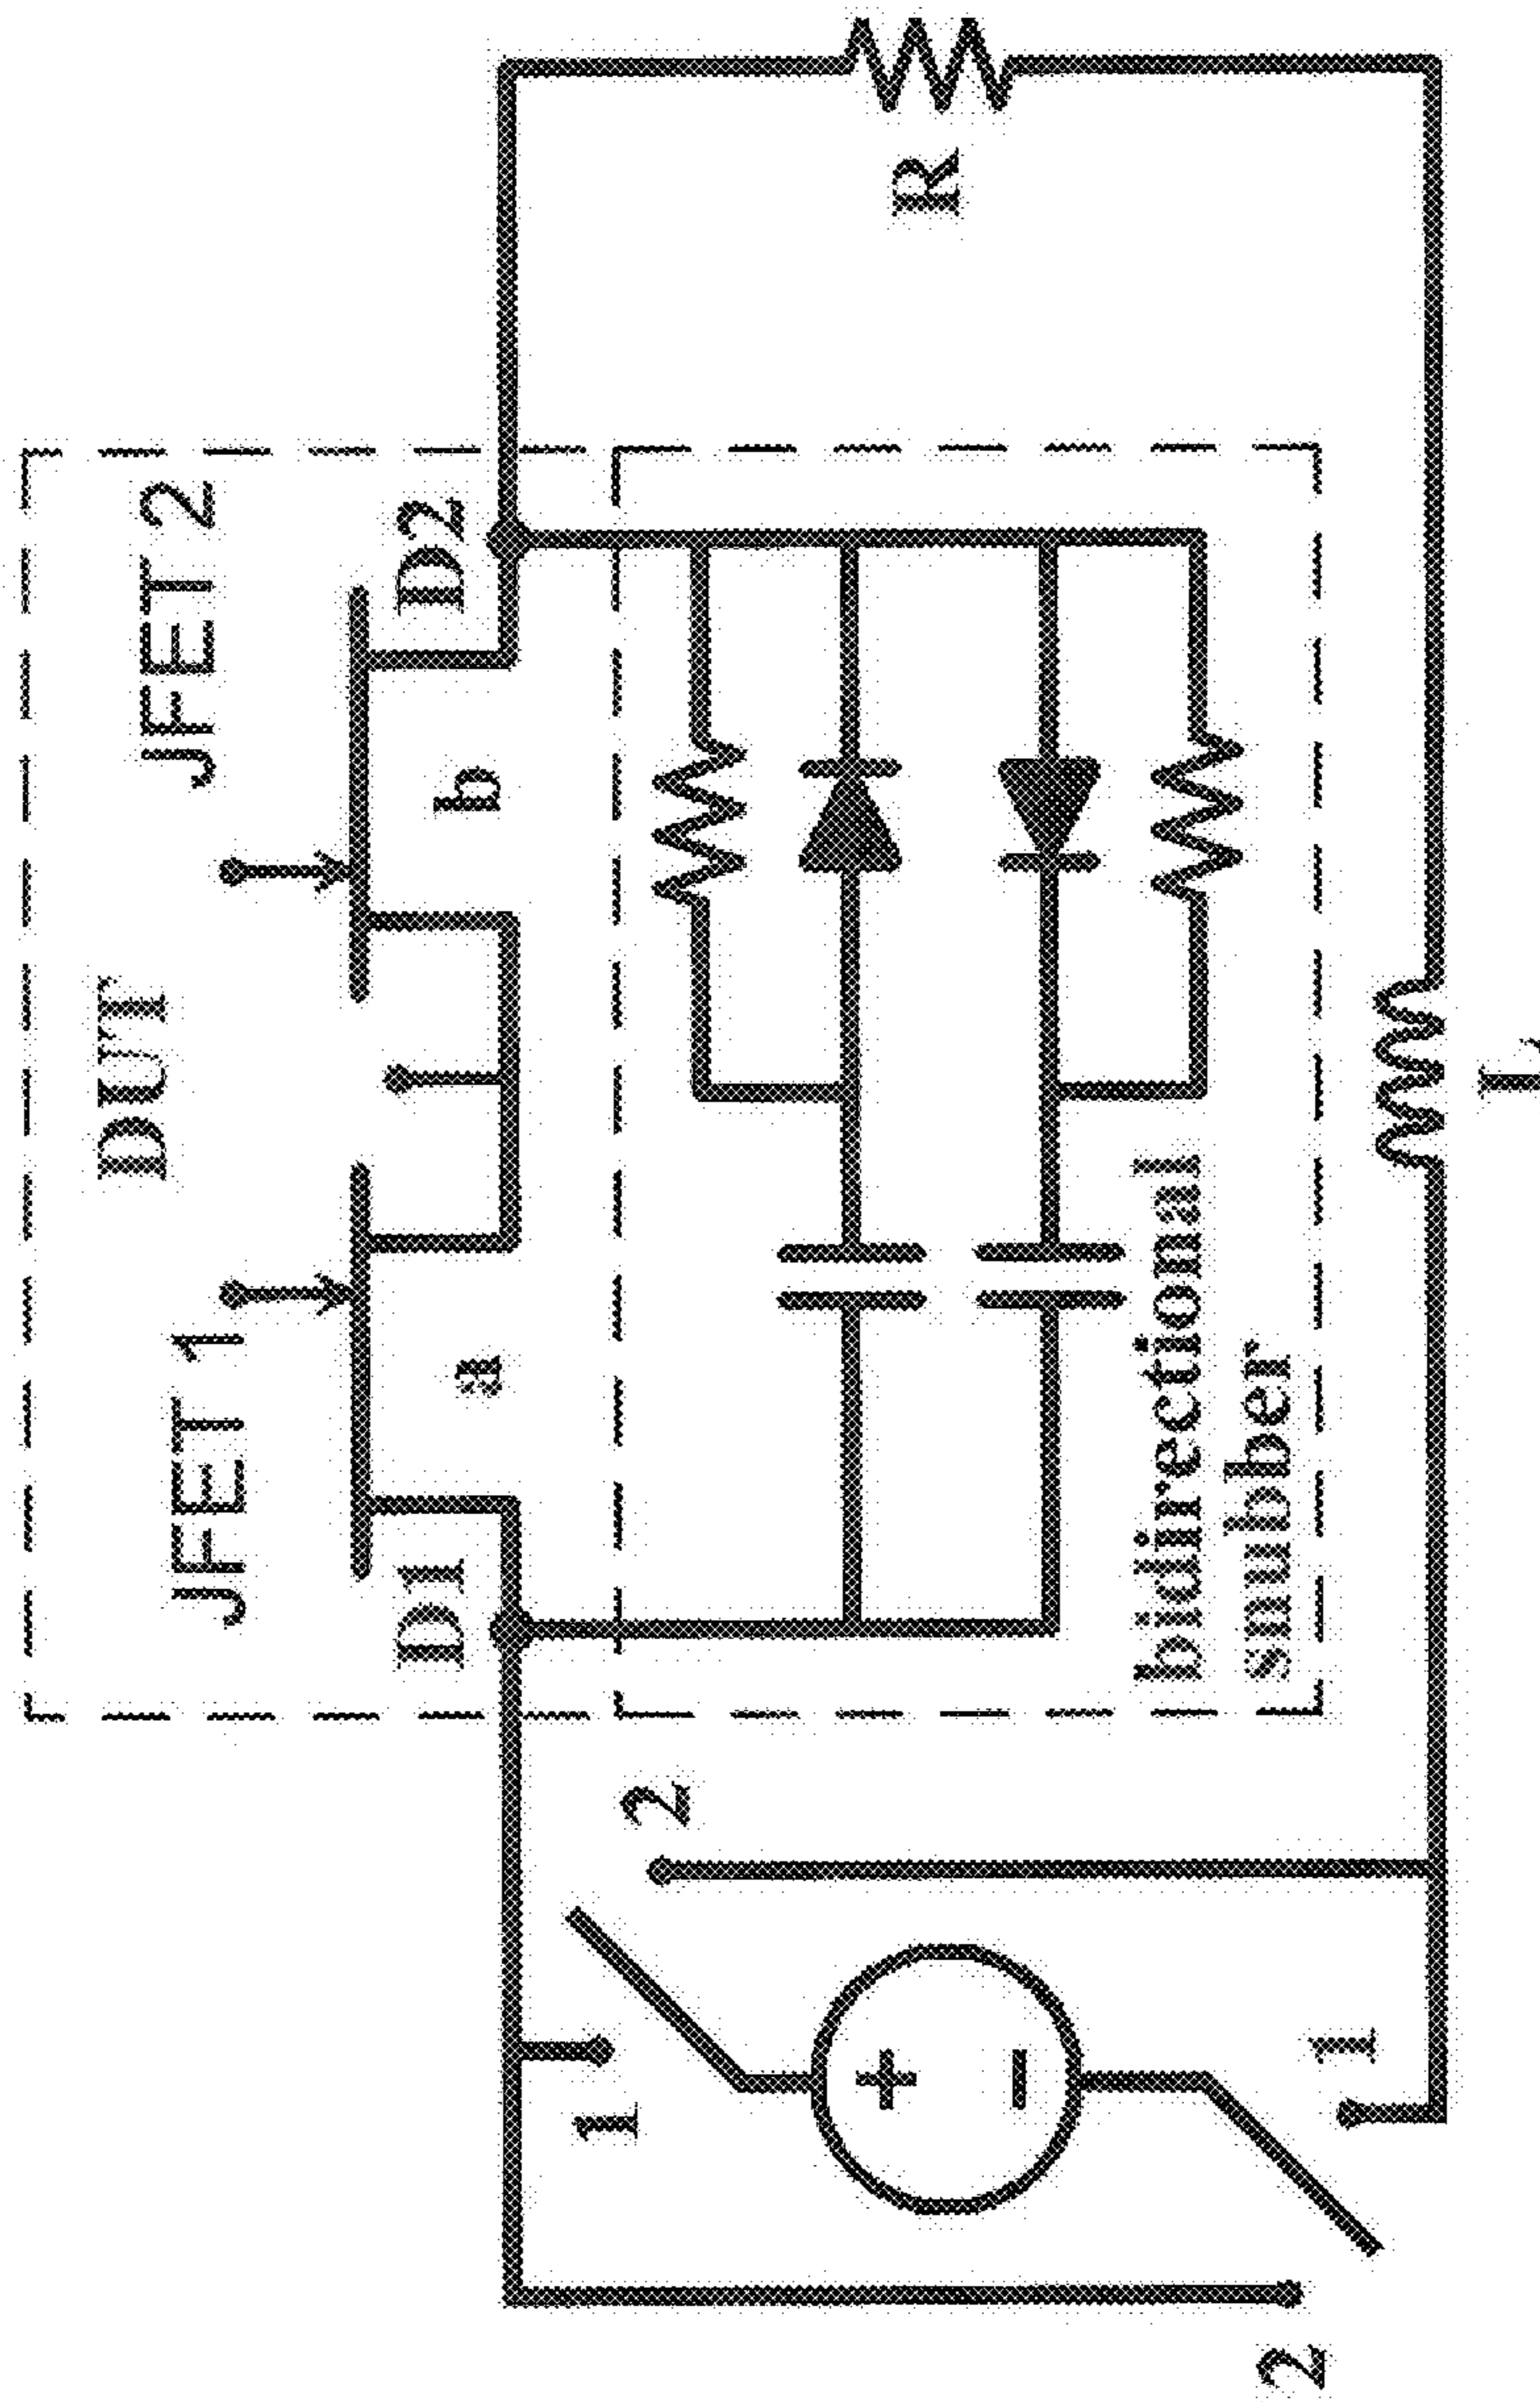 DUT
JFET 1
JFET 2
D1
a
b
D2
2
1
+
−
1
2
bidirectional
snubber
R
L